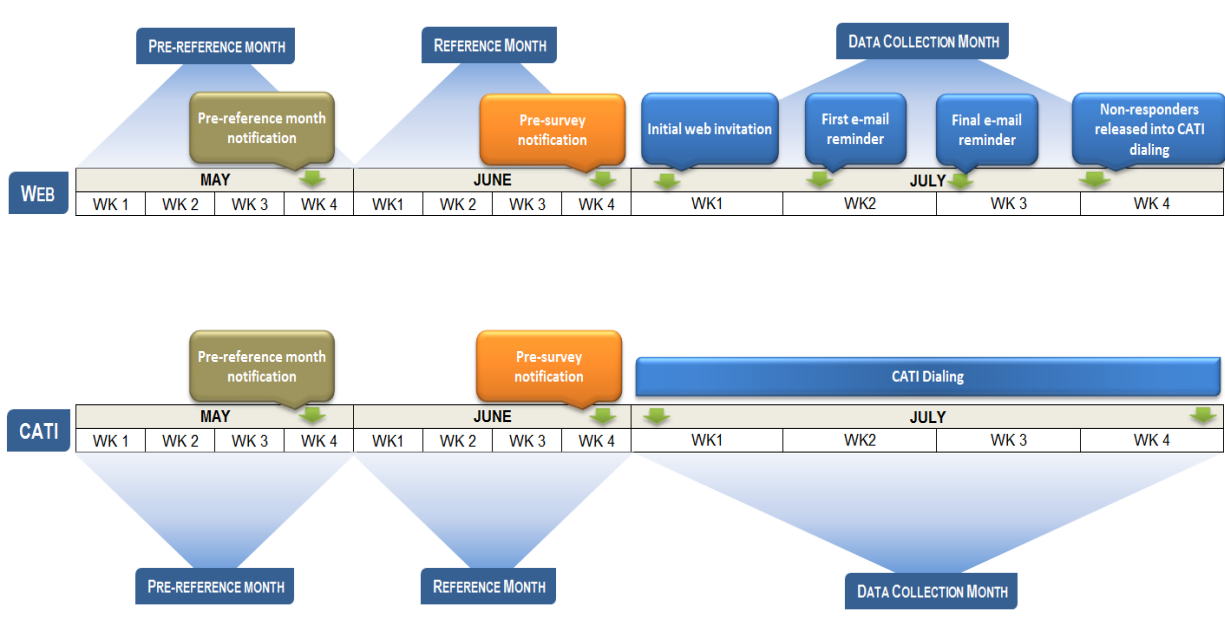 PRE-REFERENCE MONTH
REFERENCE MONTH
DATA COLLECTION MONTH
Pre-reference month
notification
Pre-survey
notification
Initial web invitation
First e-mail
reminder
Final e-mail
reminder
Non-responders
released into CATI
dialing
WEB
MAY
JUNE
JULY
WK 1
WK 2
WK 3
WK 4
WK1
WK 2
WK 3
WK 4
WK1
WK2
WK 3
WK 4
Pre-reference month
notification
Pre-survey
notification
CATI Dialing
CATI
MAY
JUNE
JULY
WK 1
WK 2
WK 3
WK 4
WK1
WK 2
WK 3
WK 4
WK1
WK2
WK 3
WK 4
PRE-REFERENCE MONTH
REFERENCE MONTH
DATA COLLECTION MONTH